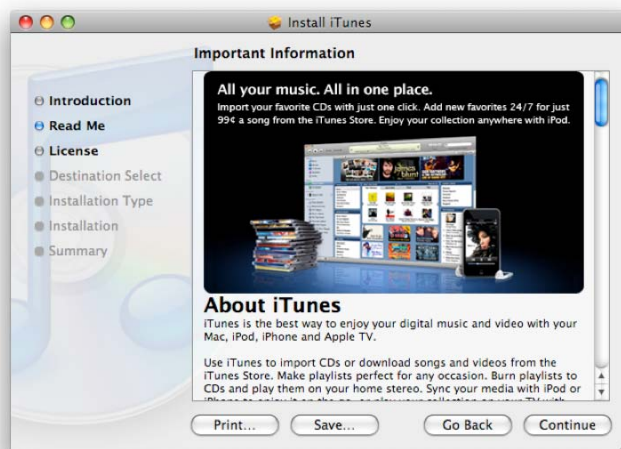 Install iTunes
Important Information
Introduction
Read Me
License
Destination Select
Installation Type
Installation
Summary
All your music. All in one place.
Import your favorite CDs with just one click. Add new favorites 24/7 for just
99¢ a song from the iTunes Store. Enjoy your collection anywhere with iPod.
james
blunt
About iTunes
iTunes is the best way to enjoy your digital music and video with your
Mac, iPod, iPhone and Apple TV.
Use iTunes to import CDs or download songs and videos from the
iTunes Store. Make playlists perfect for any occasion. Burn playlists to
CDs and play them on your home stereo. Sync your media with iPod or
Print...
Save...
Go Back
Continue